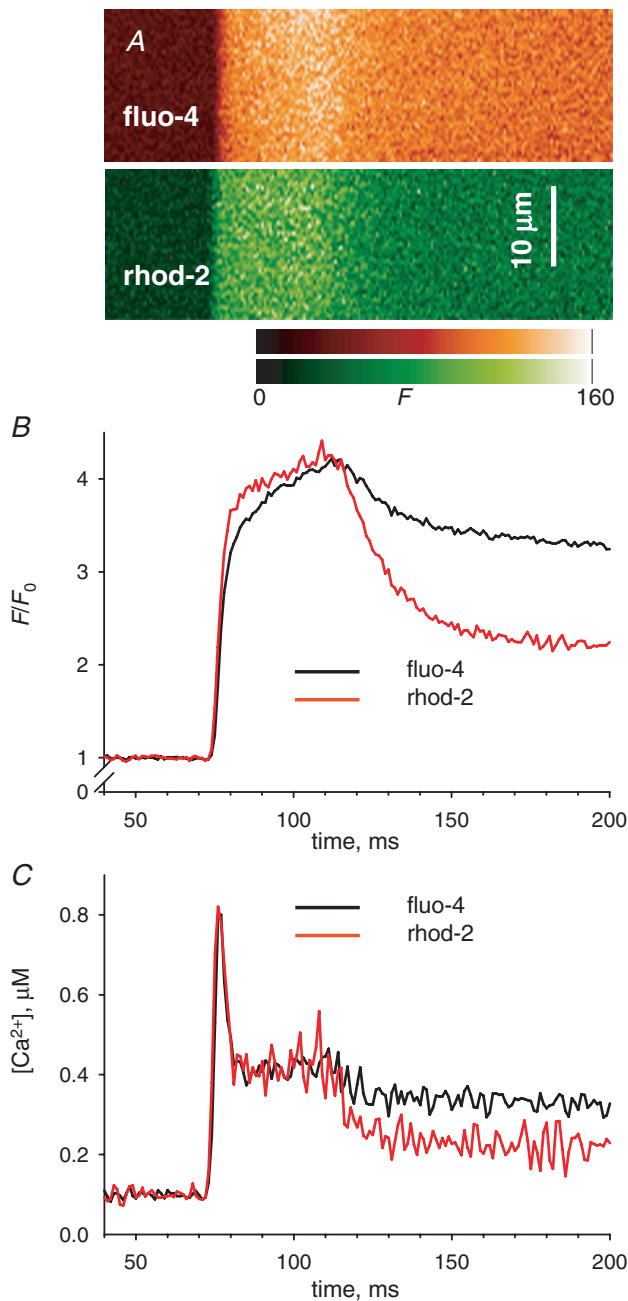 A
fluo-4
rhod-2
10 μm
0 F 160
B
4
3
2
1
0
F/F0
fluo-4
rhod-2
50 100 150 200
time, ms
C
0.8
0.6
0.4
0.2
0.0
[Ca²⁺], μM
fluo-4
rhod-2
50 100 150 200
time, ms